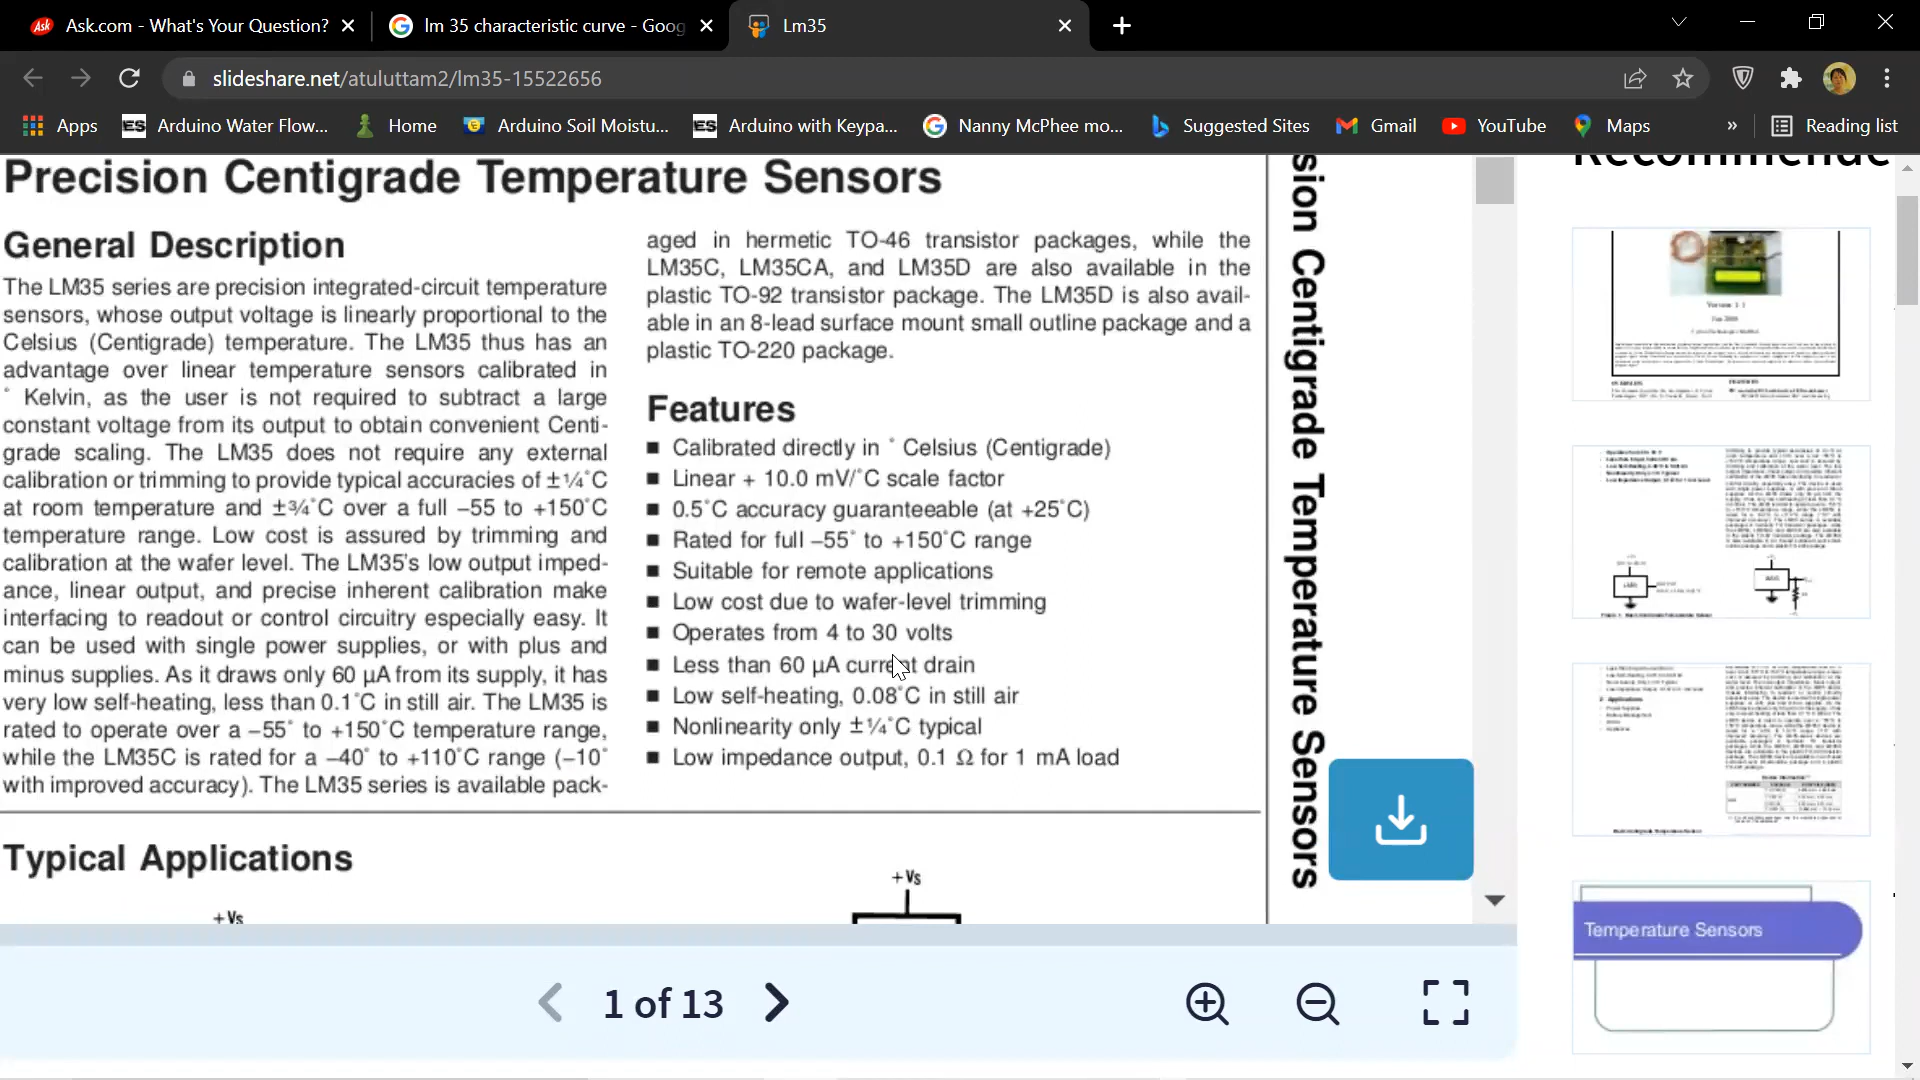 Ask.com - What's Your Question?
lm 35 characteristic curve - Goog
Lm35
slideshare.net/atuluttam2/lm35-15522656
Apps
Arduino Water Flow...
Home
Arduino Soil Moistu...
Arduino with Keypa...
Nanny McPhee mo...
Suggested Sites
Gmail
YouTube
Maps
»
Reading list
Precision Centigrade Temperature Sensors
General Description
The LM35 series are precision integrated-circuit temperature
sensors, whose output voltage is linearly proportional to the
Celsius (Centigrade) temperature. The LM35 thus has an
advantage over linear temperature sensors calibrated in
° Kelvin, as the user is not required to subtract a large
constant voltage from its output to obtain convenient Centi-
grade scaling. The LM35 does not require any external
calibration or trimming to provide typical accuracies of ±¼°C
at room temperature and ±¾°C over a full −55 to +150°C
temperature range. Low cost is assured by trimming and
calibration at the wafer level. The LM35's low output imped-
ance, linear output, and precise inherent calibration make
interfacing to readout or control circuitry especially easy. It
can be used with single power supplies, or with plus and
minus supplies. As it draws only 60 µA from its supply, it has
very low self-heating, less than 0.1°C in still air. The LM35 is
rated to operate over a −55° to +150°C temperature range,
while the LM35C is rated for a −40° to +110°C range (−10°
with improved accuracy). The LM35 series is available pack-
aged in hermetic TO-46 transistor packages, while the
LM35C, LM35CA, and LM35D are also available in the
plastic TO-92 transistor package. The LM35D is also avail-
able in an 8-lead surface mount small outline package and a
plastic TO-220 package.
Features
■ Calibrated directly in ° Celsius (Centigrade)
■ Linear + 10.0 mV/°C scale factor
■ 0.5°C accuracy guaranteeable (at +25°C)
■ Rated for full −55° to +150°C range
■ Suitable for remote applications
■ Low cost due to wafer-level trimming
■ Operates from 4 to 30 volts
■ Less than 60 µA current drain
■ Low self-heating, 0.08°C in still air
■ Nonlinearity only ±¼°C typical
■ Low impedance output, 0.1 Ω for 1 mA load
Typical Applications
+Vs
+Vs
sion Centigrade Temperature Sensors
Recommende
Temperature Sensors
1 of 13